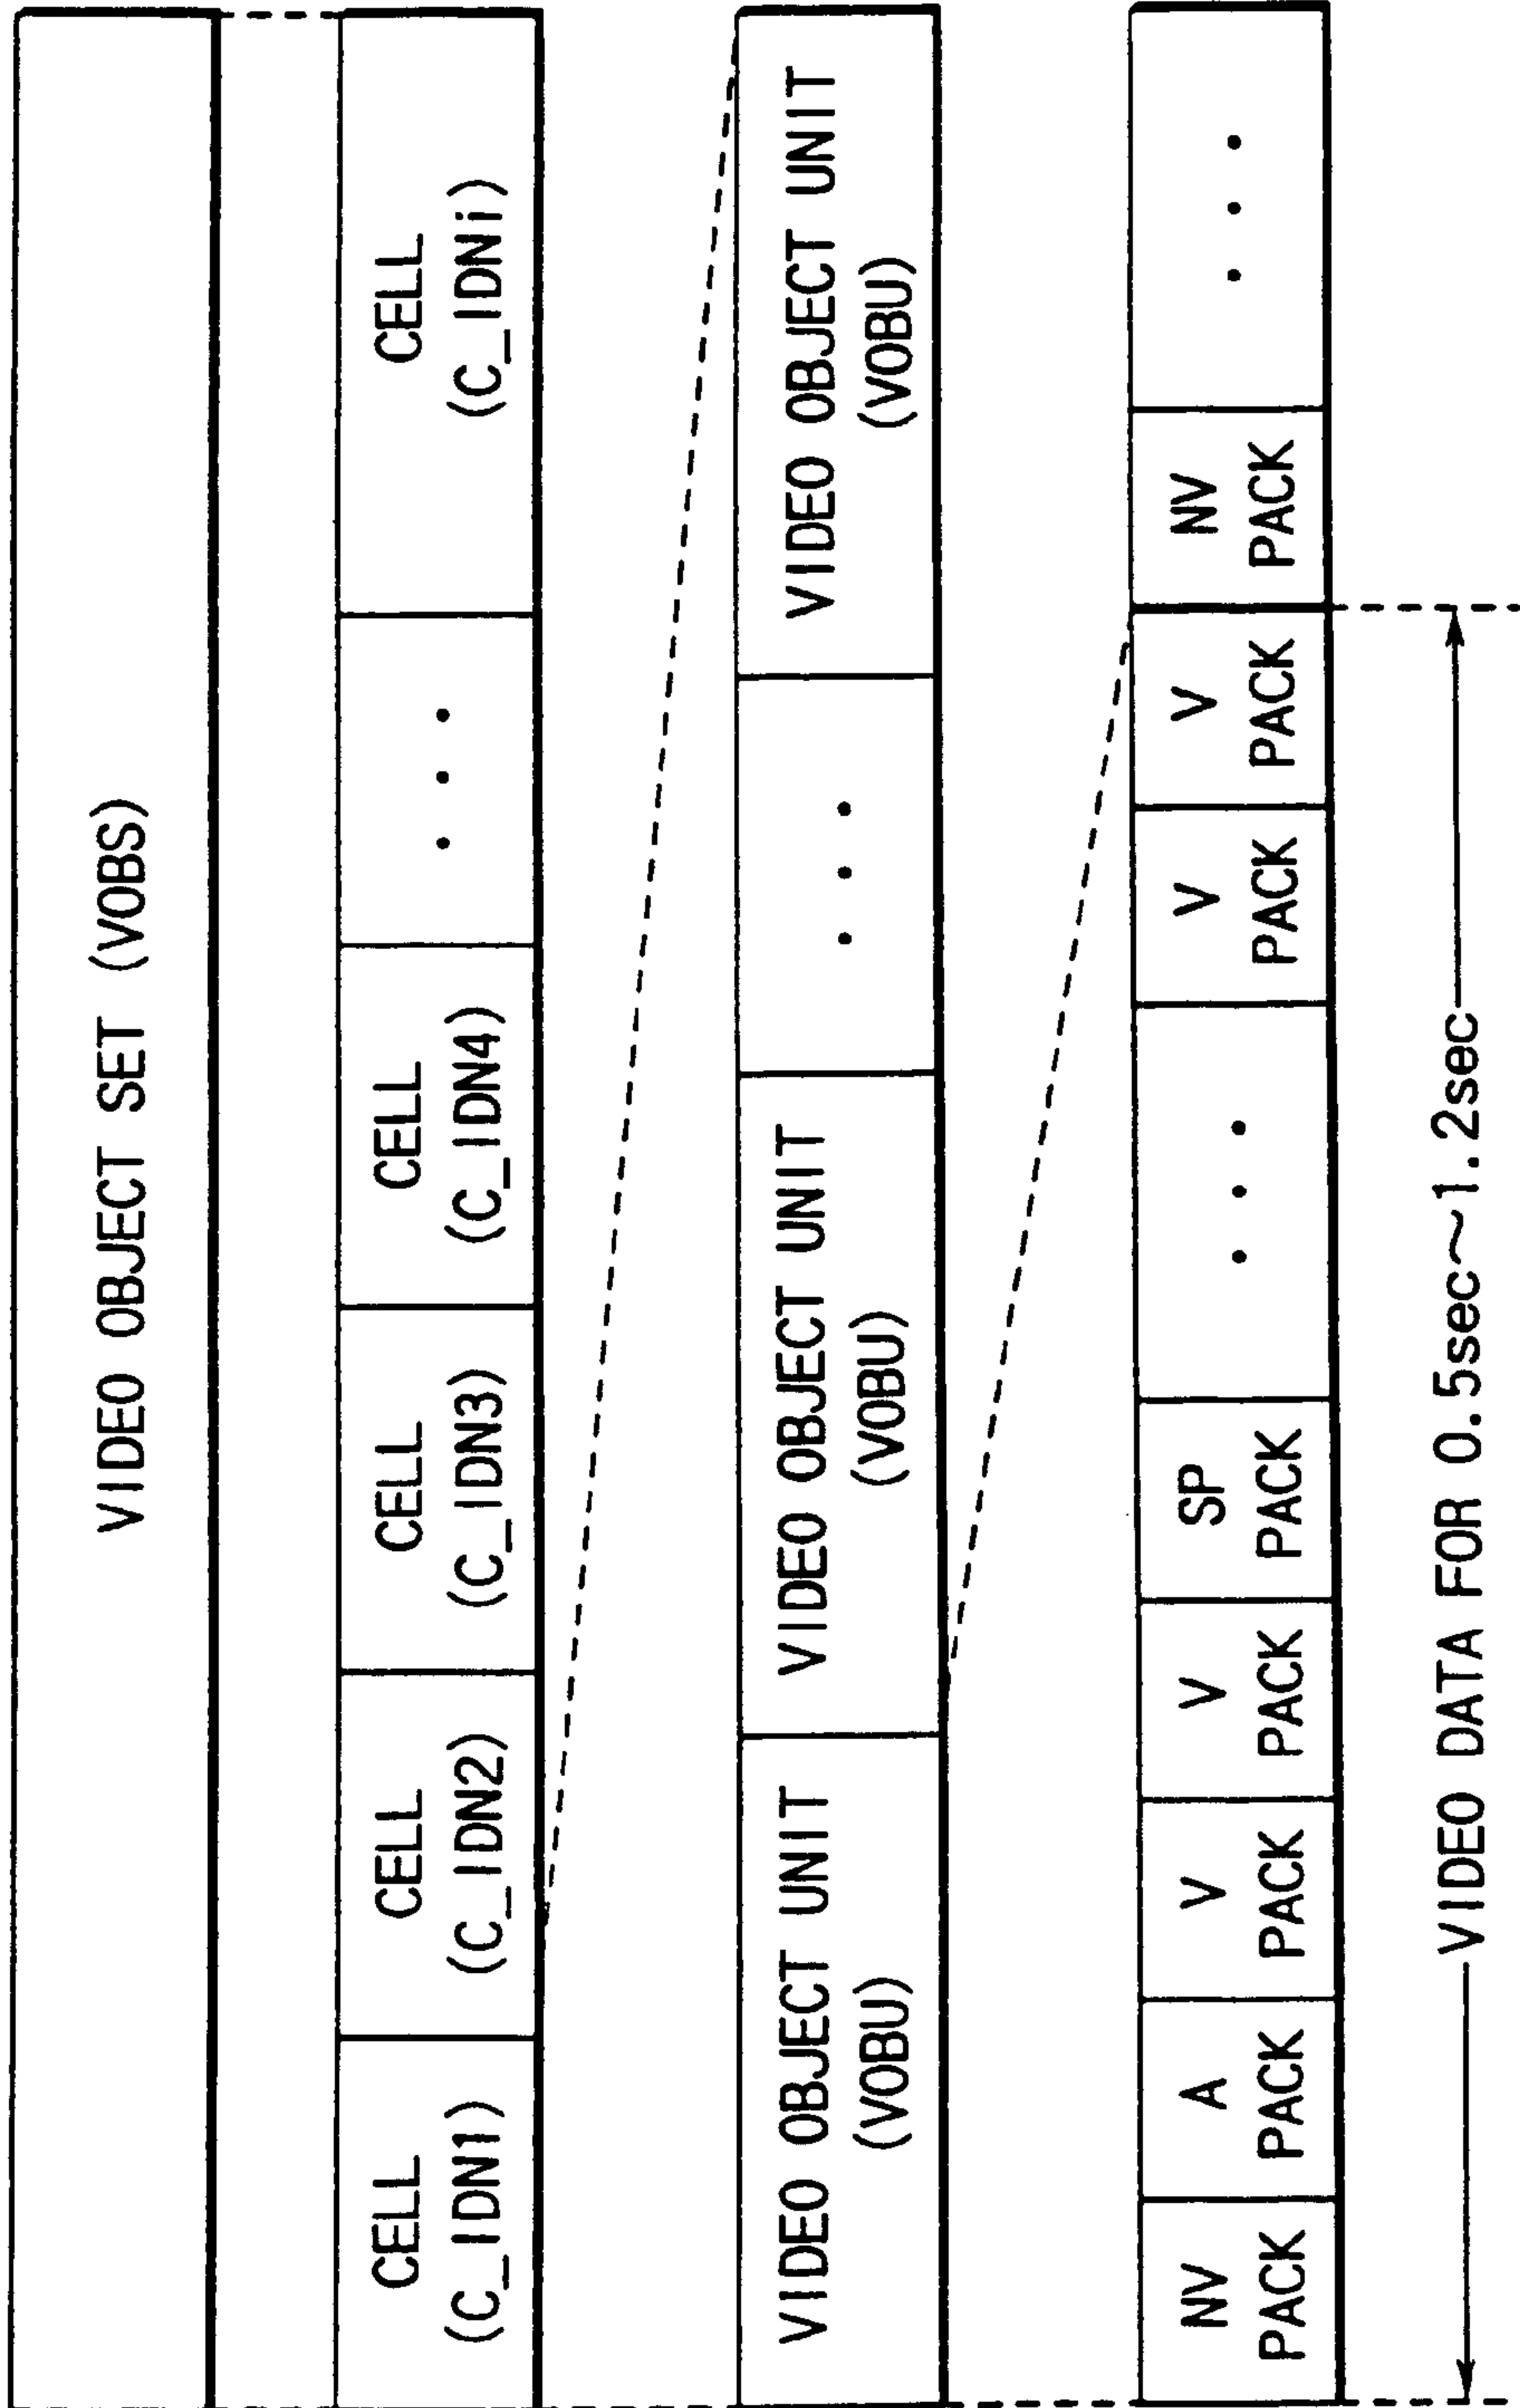 VIDEO OBJECT SET (VOBS)
CELL
(C_IDN1)
CELL
(C_IDN2)
CELL
(C_IDN3)
CELL
(C_IDN4)
. . .
CELL
(C_IDNi)
VIDEO OBJECT UNIT
(VOBU)
VIDEO OBJECT UNIT
(VOBU)
. . .
VIDEO OBJECT UNIT
(VOBU)
NV
PACK
A
PACK
V
PACK
V
PACK
SP
PACK
. . .
V
PACK
V
PACK
NV
PACK
. . .
VIDEO DATA FOR 0.5sec~1.2sec